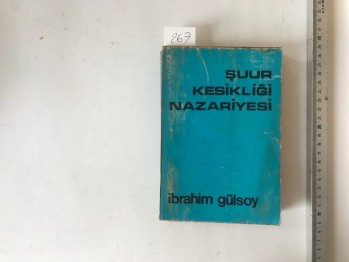 267
ŞUUR
KESİKLİĞİ
NAZARİYESİ
ibrahim gülsoy